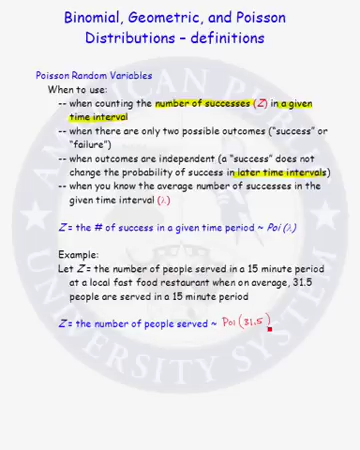 Binomial, Geometric, and Poisson
Distributions – definitions
Poisson Random Variables
When to use:
-- when counting the number of successes (Z) in a given
time interval
-- when there are only two possible outcomes (“success” or
“failure”)
-- when outcomes are independent (a “success” does not
change the probability of success in later time intervals)
-- when you know the average number of successes in the
given time interval (λ)
Z = the # of success in a given time period ~ Poi (λ)
Example:
Let Z = the number of people served in a 15 minute period
at a local fast food restaurant when on average, 31.5
people are served in a 15 minute period
Z = the number of people served ~ Poi (31.5)
AMERICAN PUBLIC UNIVERSITY SYSTEM